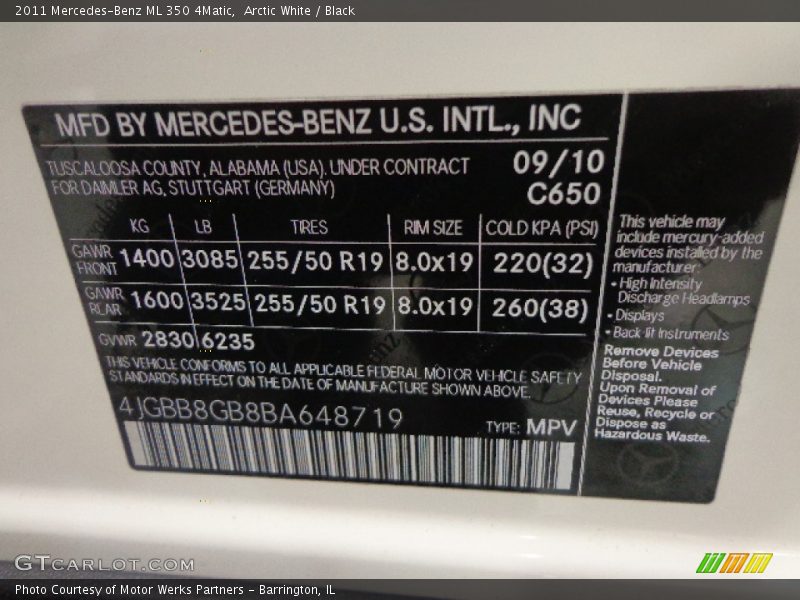 2011 Mercedes-Benz ML 350 4Matic,  Arctic White / Black
MFD BY MERCEDES-BENZ U.S. INTL., INC
TUSCALOOSA COUNTY, ALABAMA (USA), UNDER CONTRACT
FOR DAIMLER AG, STUTTGART (GERMANY)
09/10
C650
KG LB TIRES RIM SIZE COLD KPA (PSI)
GAWR FRONT 1400 3085 255/50 R19 8.0x19 220(32)
GAWR REAR 1600 3525 255/50 R19 8.0x19 260(38)
GVWR 2830 6235
THIS VEHICLE CONFORMS TO ALL APPLICABLE FEDERAL MOTOR VEHICLE SAFETY
STANDARDS IN EFFECT ON THE DATE OF MANUFACTURE SHOWN ABOVE.
4JGBB8GB8BA648719
TYPE: MPV
This vehicle may
include mercury-added
devices installed by the
manufacturer:
• High Intensity
Discharge Headlamps
• Displays
• Back lit Instruments
Remove Devices
Before Vehicle
Disposal.
Upon Removal of
Devices Please
Reuse, Recycle or
Dispose as
Hazardous Waste.
GTCARLOT.COM
Photo Courtesy of Motor Werks Partners - Barrington, IL